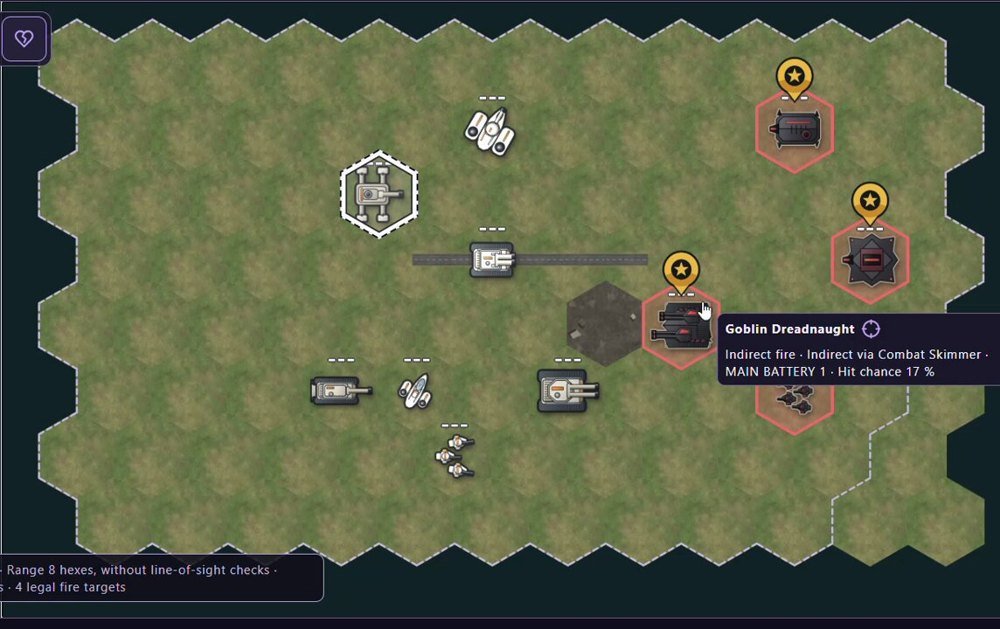 Goblin Dreadnaught
Indirect fire · Indirect via Combat Skimmer ·
MAIN BATTERY 1 · Hit chance 17 %
· Range 8 hexes, without line-of-sight checks ·
s · 4 legal fire targets